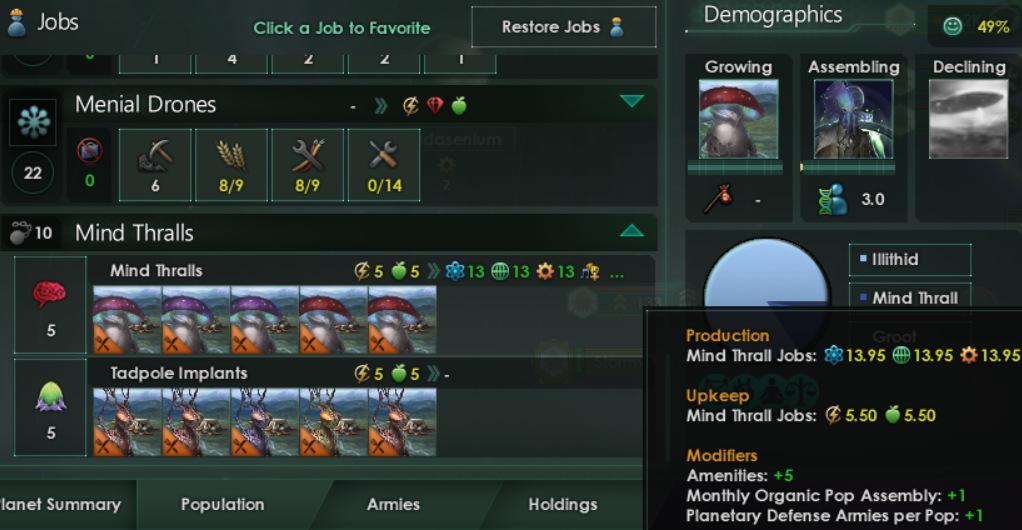 Jobs
Click a Job to Favorite
Restore Jobs
Demographics
49%
0
1
4
2
2
1
Growing
Assembling
Declining
Menial Drones
-
22
0
6
8/9
8/9
0/14
-
3.0
10
Mind Thralls
Illithid
Mind Thrall
Groot
Mind Thralls
5
5
13
13
13
...
5
Tadpole Implants
5
5
-
5
Production
Mind Thrall Jobs: 13.95 13.95 13.95
Upkeep
Mind Thrall Jobs: 5.50 5.50
Modifiers
Amenities: +5
Monthly Organic Pop Assembly: +1
Planetary Defense Armies per Pop: +1
lanet Summary
Population
Armies
Holdings